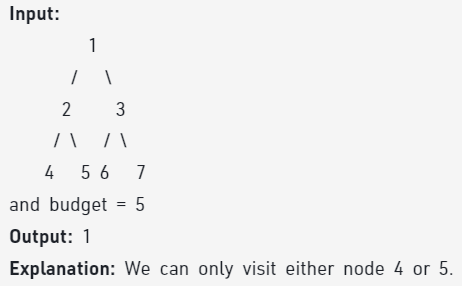 Input:
1
/ \
2 3
/ \ / \
4 5 6 7
and budget = 5
Output: 1
Explanation: We can only visit either node 4 or 5.